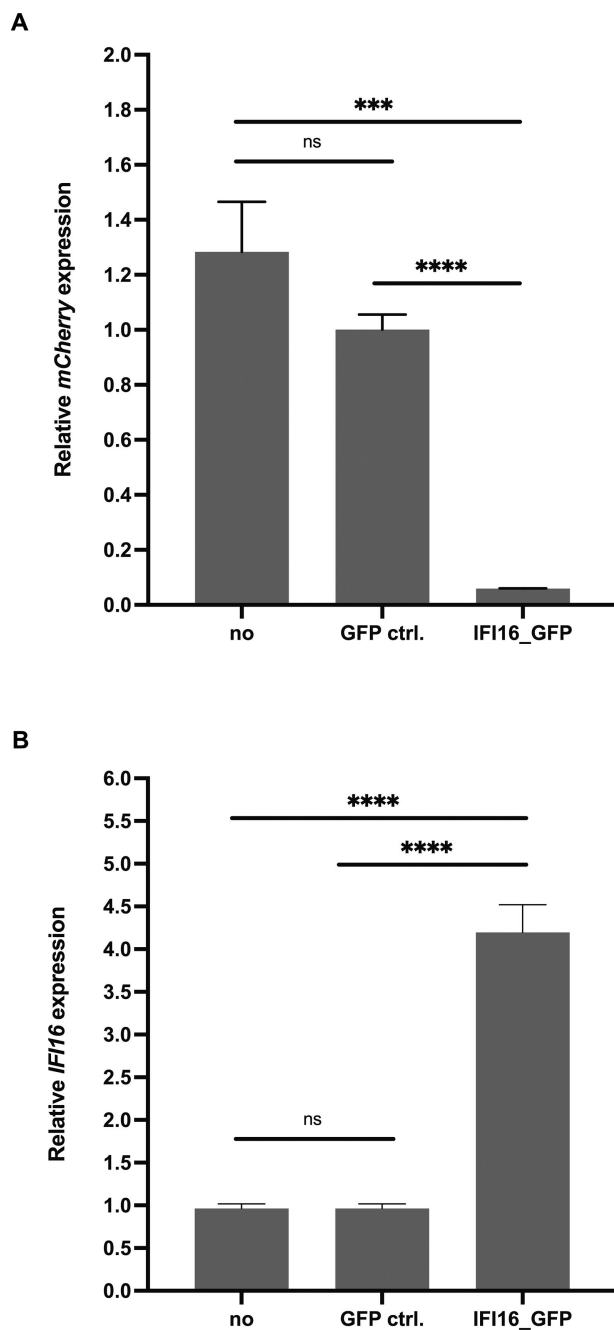 A
Relative mCherry expression
2.0
1.8
1.6
1.4
1.2
1.0
0.8
0.6
0.4
0.2
0.0
***
ns
****
no
GFP ctrl.
IFI16_GFP
B
Relative IFI16 expression
6.0
5.5
5.0
4.5
4.0
3.5
3.0
2.5
2.0
1.5
1.0
0.5
0.0
****
****
ns
no
GFP ctrl.
IFI16_GFP